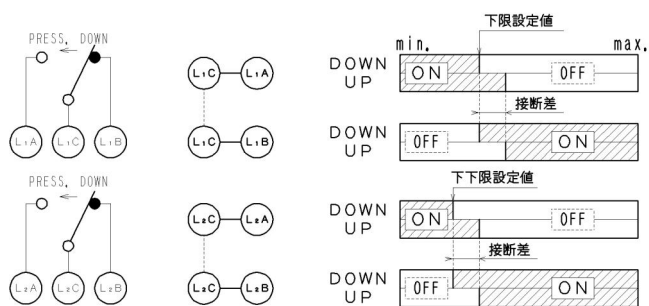 下限設定値
min.
max.
PRESS, DOWN
L₁A
L₁C
L₁B
L₁C
L₁A
L₁C
L₁B
DOWN
UP
ON
OFF
接断差
DOWN
UP
OFF
ON
PRESS, DOWN
L₂A
L₂C
L₂B
L₂C
L₂A
L₂C
L₂B
下下限設定値
DOWN
UP
ON
OFF
接断差
DOWN
UP
OFF
ON